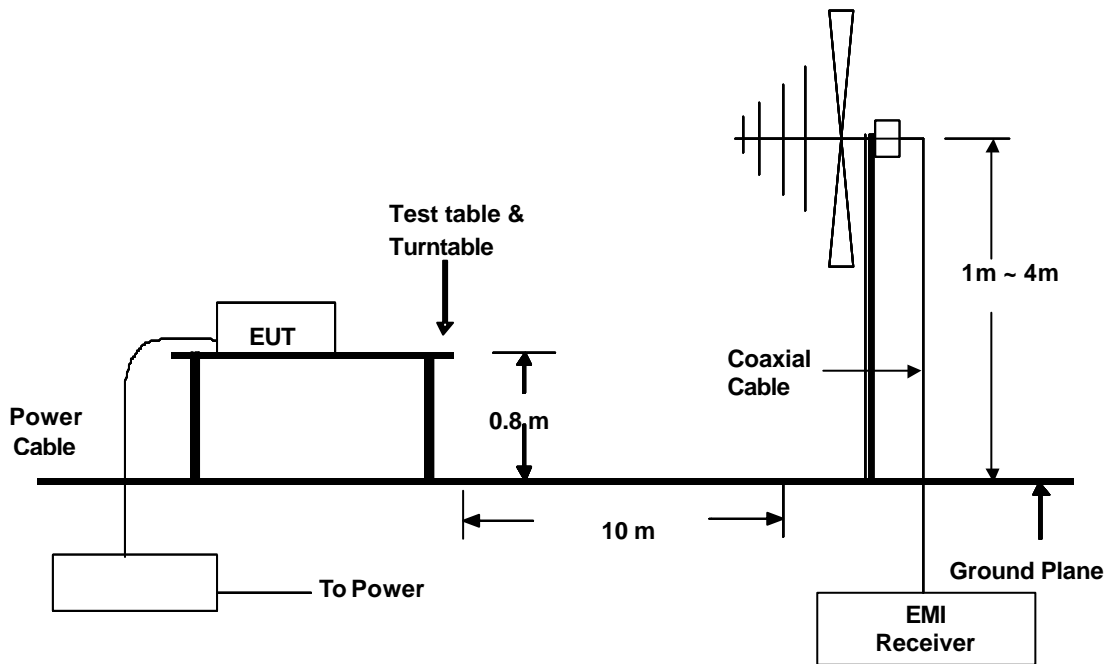 Test table &
Turntable
1m ~ 4m
EUT
Coaxial
Cable
0.8 m
Power
Cable
10 m
Ground Plane
To Power
EMI
Receiver